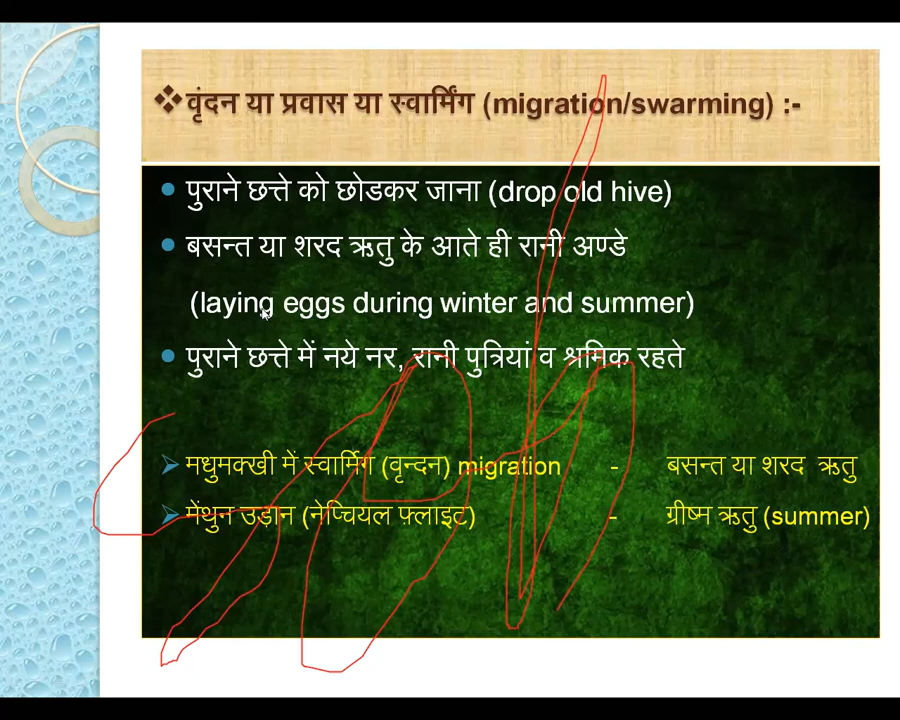 वृंदन या प्रवास या स्वार्मिंग (migration/swarming) :-
पुराने छत्ते को छोडकर जाना (drop old hive)
बसन्त या शरद ऋतु के आते ही रानी अण्डे
(laying eggs during winter and summer)
पुराने छत्ते में नये नर, रानी पुत्रियां व श्रमिक रहते
मधुमक्खी में स्वार्मिग (वृन्दन) migration - बसन्त या शरद ऋतु
मेंथुन उड़ान (नेप्चियल फ़्लाइट) - ग्रीष्म ऋतु (summer)